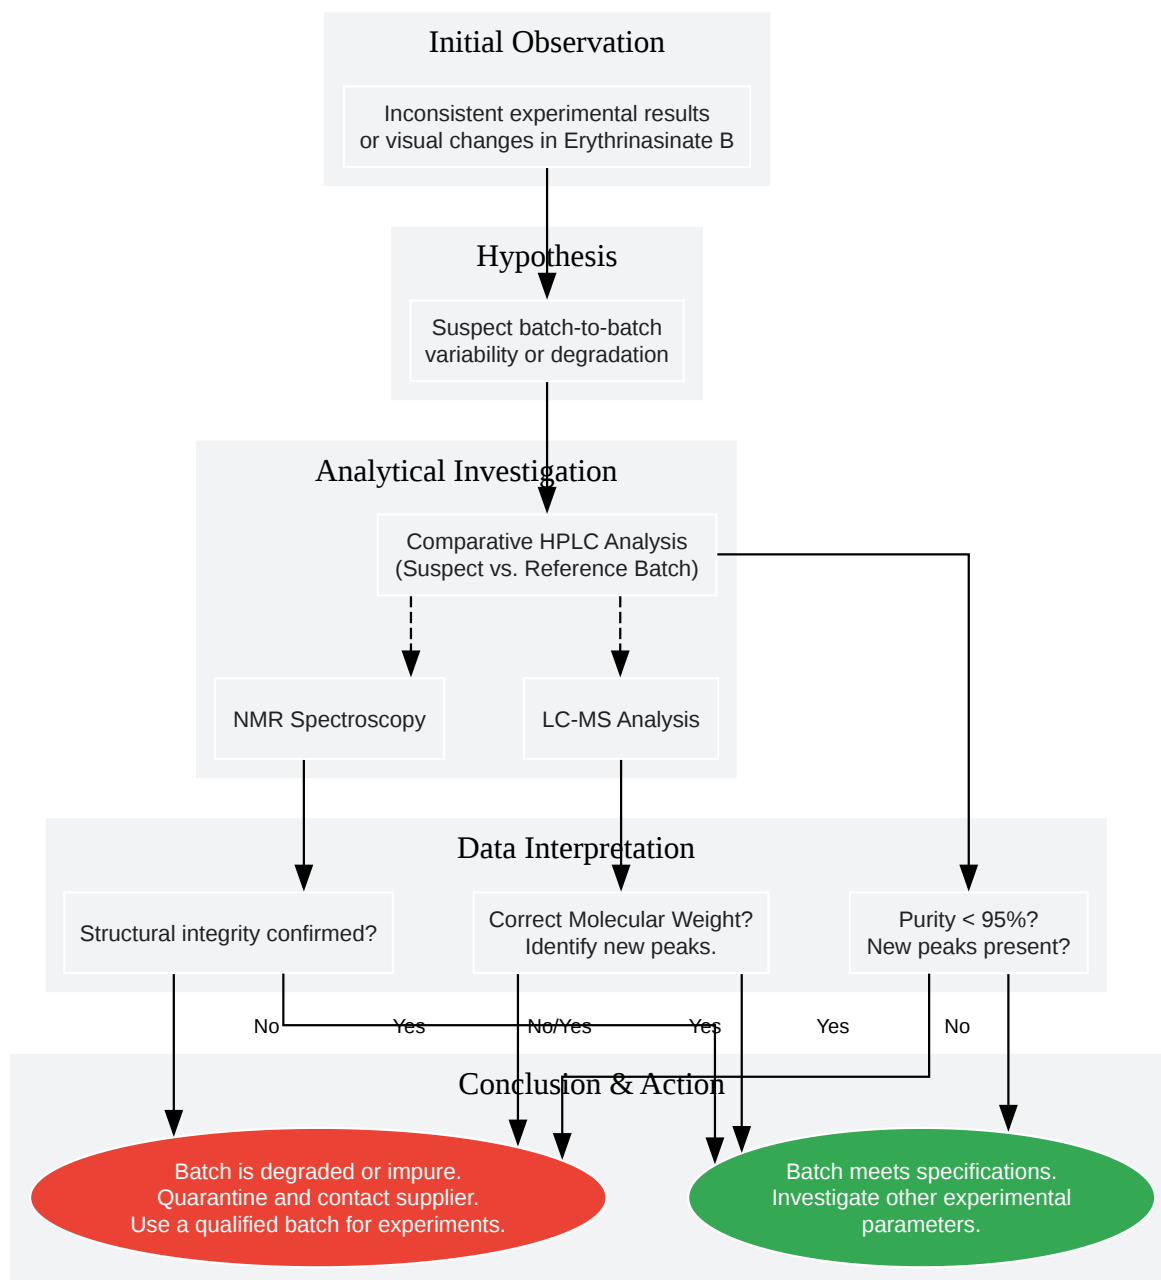 Initial Observation
Inconsistent experimental results
or visual changes in Erythrinasinate B
Hypothesis
Suspect batch-to-batch
variability or degradation
Analytical Investigation
Comparative HPLC Analysis
(Suspect vs. Reference Batch)
NMR Spectroscopy
LC-MS Analysis
Data Interpretation
Structural integrity confirmed?
Correct Molecular Weight?
Identify new peaks.
Purity < 95%?
New peaks present?
No
Yes
No/Yes
Yes
Yes
No
Conclusion & Action
Batch is degraded or impure.
Quarantine and contact supplier.
Use a qualified batch for experiments.
Batch meets specifications.
Investigate other experimental
parameters.